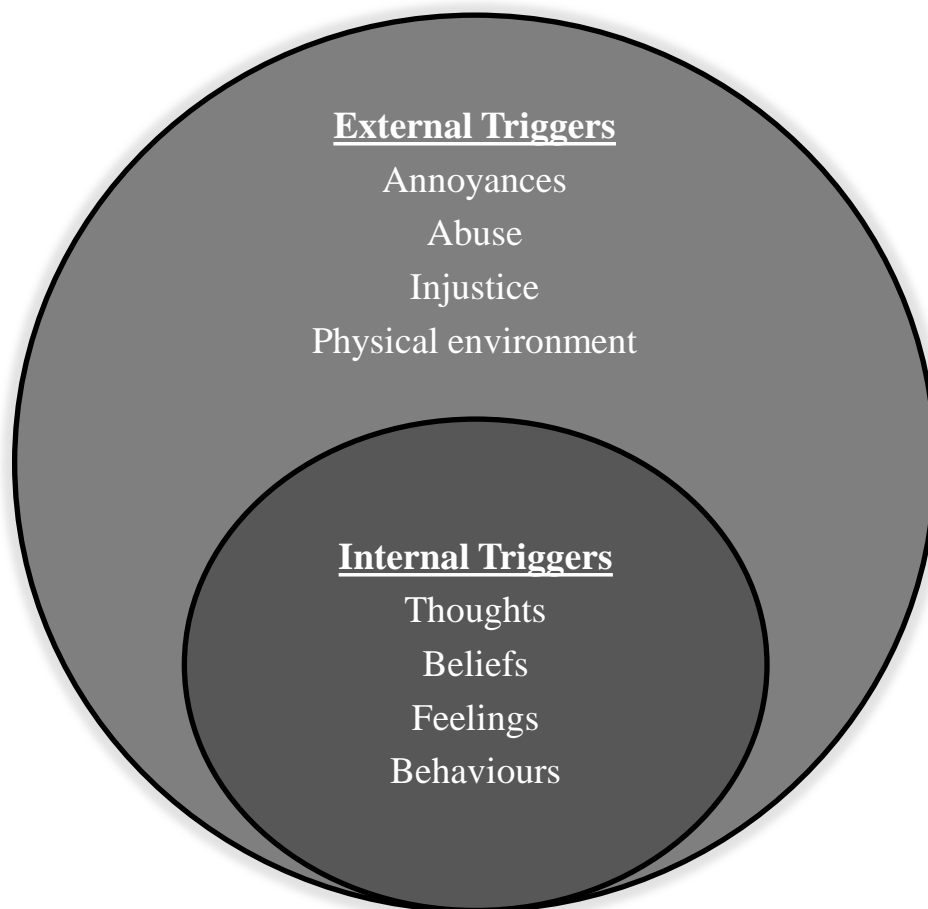 External Triggers
Annoyances
Abuse
Injustice
Physical environment
Internal Triggers
Thoughts
Beliefs
Feelings
Behaviours